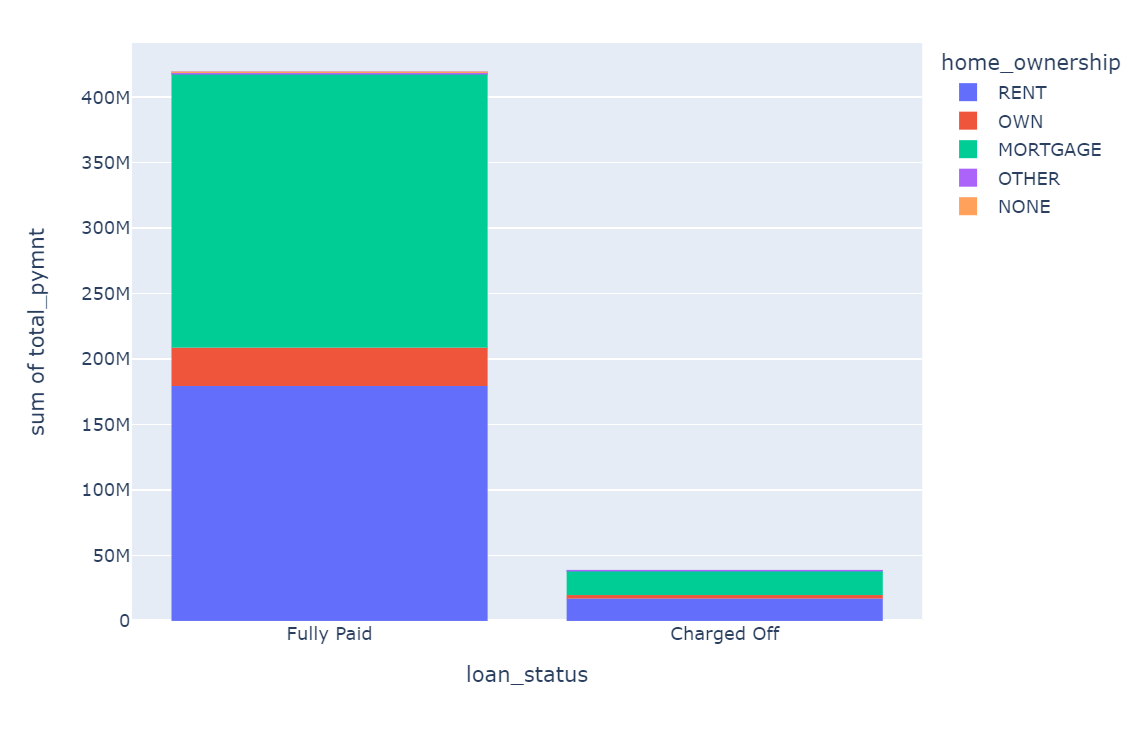 home_ownership
RENT
OWN
MORTGAGE
OTHER
NONE
sum of total_pymnt
400M
350M
300M
250M
200M
150M
100M
50M
0
Fully Paid
Charged Off
loan_status